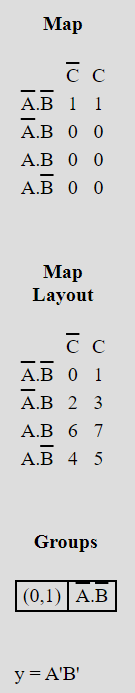 Map
C̅ C
A̅.B̅ 1 1
A̅.B 0 0
A.B 0 0
A.B̅ 0 0
Map
Layout
C̅ C
A̅.B̅ 0 1
A̅.B 2 3
A.B 6 7
A.B̅ 4 5
Groups
(0,1) A̅.B̅
y = A'B'